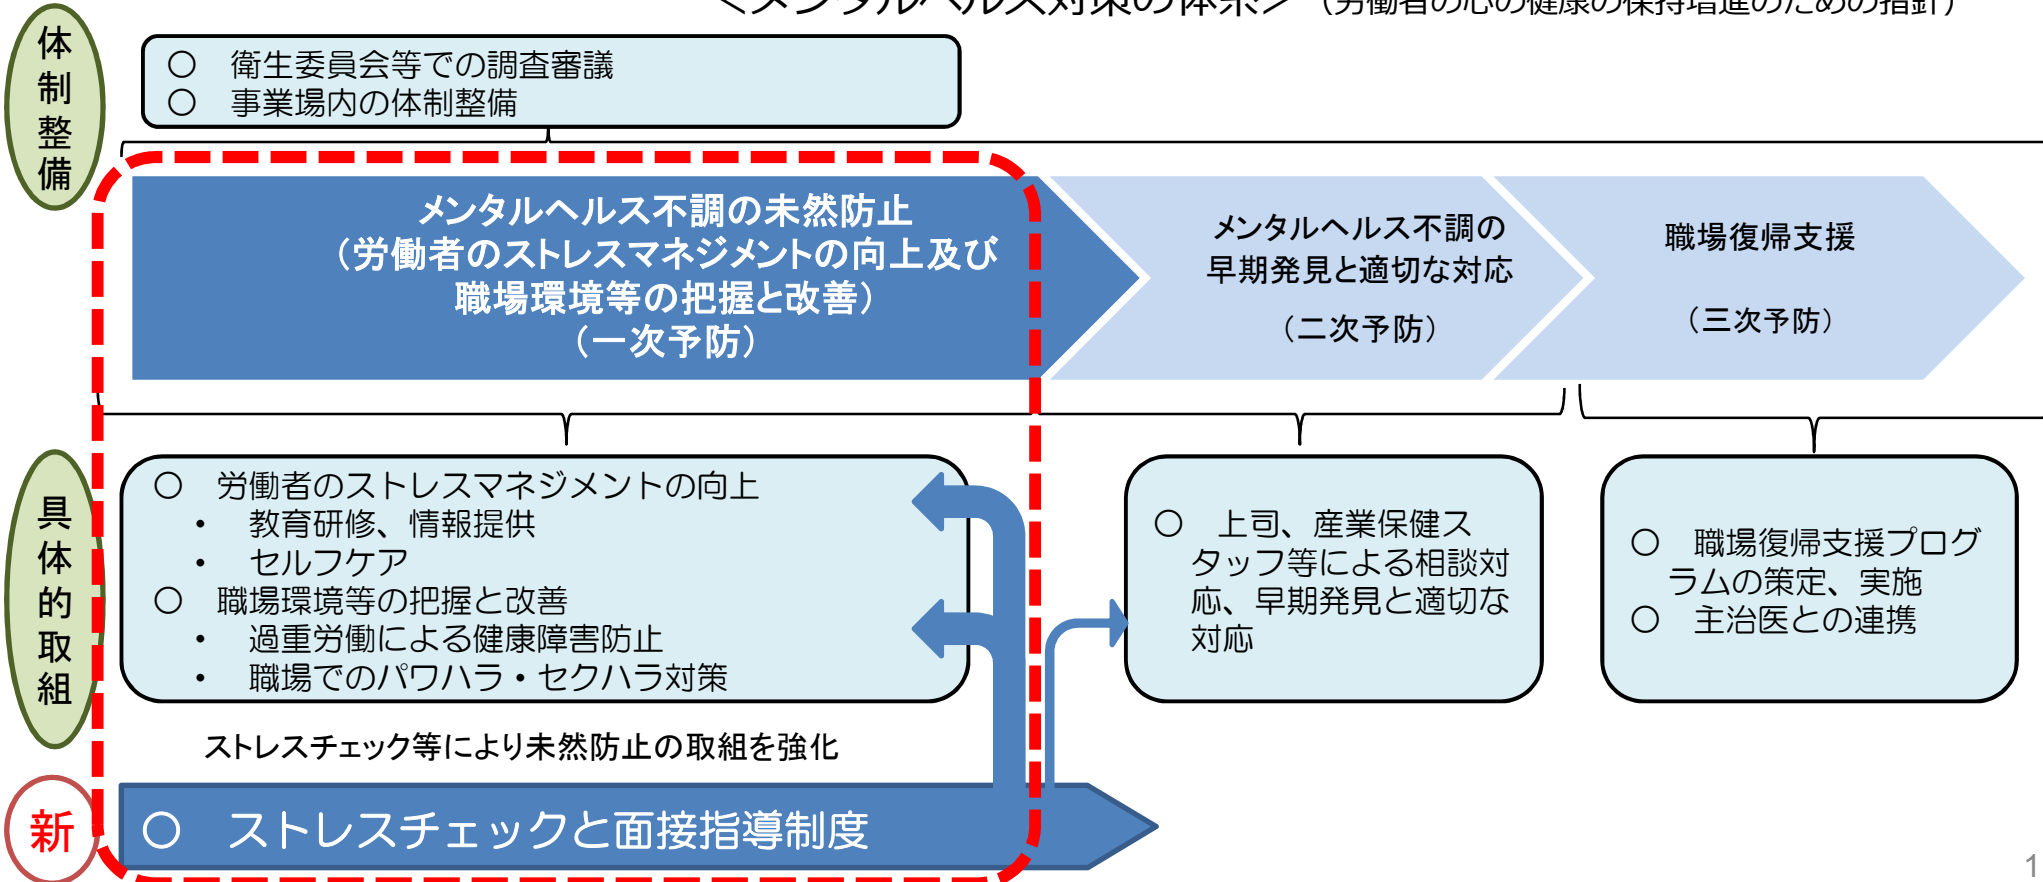 ＜メンタルヘルス対策の体系＞（労働者の心の健康の保持増進のための指針）
体制整備
○　衛生委員会等での調査審議
○　事業場内の体制整備
メンタルヘルス不調の未然防止
（労働者のストレスマネジメントの向上及び
職場環境等の把握と改善）
（一次予防）
メンタルヘルス不調の
早期発見と適切な対応
（二次予防）
職場復帰支援
（三次予防）
具体的取組
○　労働者のストレスマネジメントの向上
・　教育研修、情報提供
・　セルフケア
○　職場環境等の把握と改善
・　過重労働による健康障害防止
・　職場でのパワハラ・セクハラ対策
○　上司、産業保健ス
タッフ等による相談対
応、早期発見と適切な
対応
○　職場復帰支援プログ
ラムの策定、実施
○　主治医との連携
ストレスチェック等により未然防止の取組を強化
新
○　ストレスチェックと面接指導制度
1